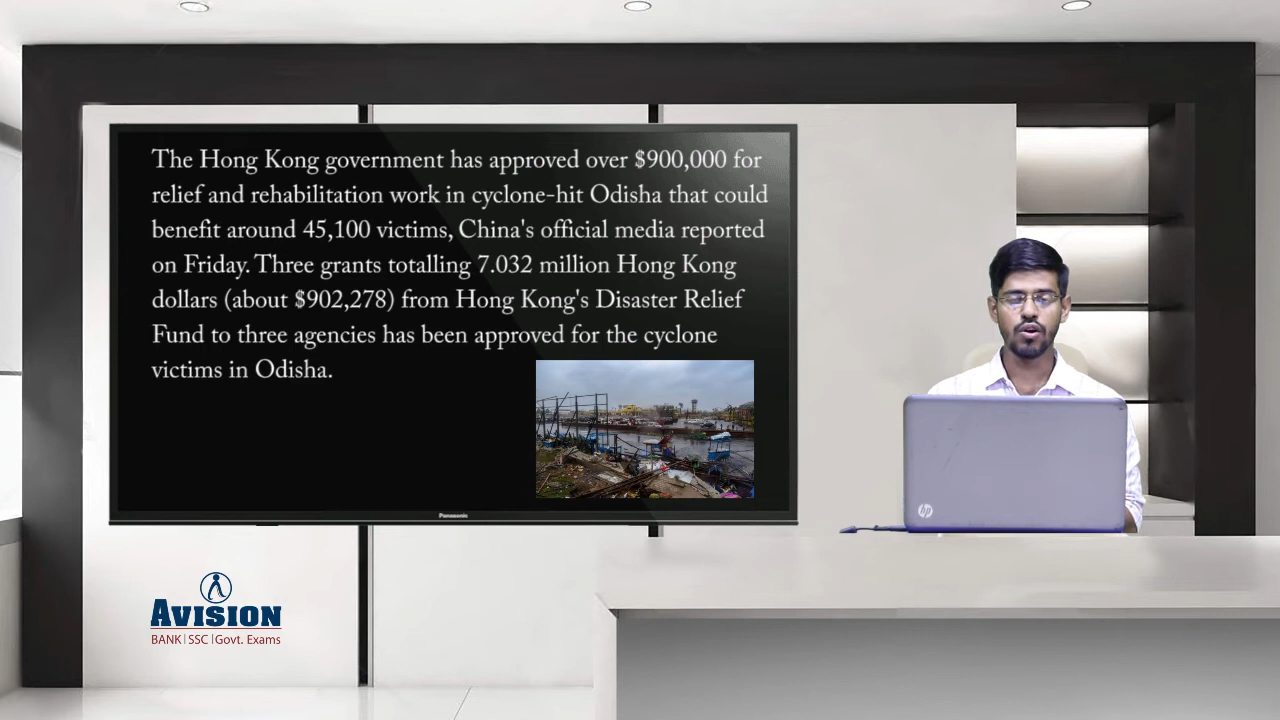 The Hong Kong government has approved over $900,000 for
relief and rehabilitation work in cyclone-hit Odisha that could
benefit around 45,100 victims, China's official media reported
on Friday. Three grants totalling 7.032 million Hong Kong
dollars (about $902,278) from Hong Kong's Disaster Relief
Fund to three agencies has been approved for the cyclone
victims in Odisha.
Panasonic
hp
AVISION
BANK | SSC | Govt. Exams